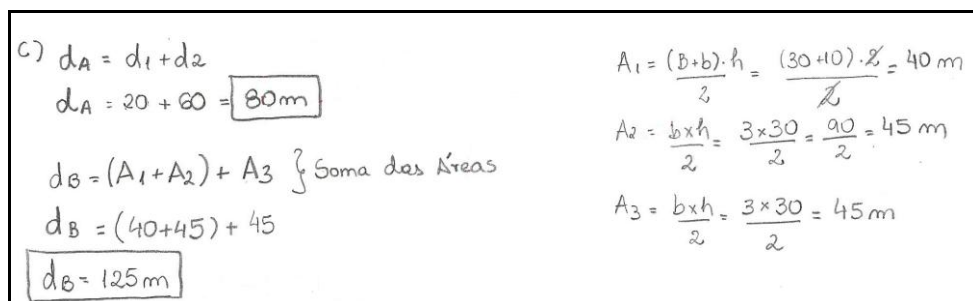 C) dA = d1 + d2
dA = 20 + 60 = 80m
dB = (A1 + A2) + A3 } Soma das Áreas
dB = (40+45) + 45
dB = 125m
A1 = (B+b).h/2 = (30+10).2/2 = 40 m
A2 = bxh/2 = 3x30/2 = 90/2 = 45 m
A3 = bxh/2 = 3x30/2 = 45m